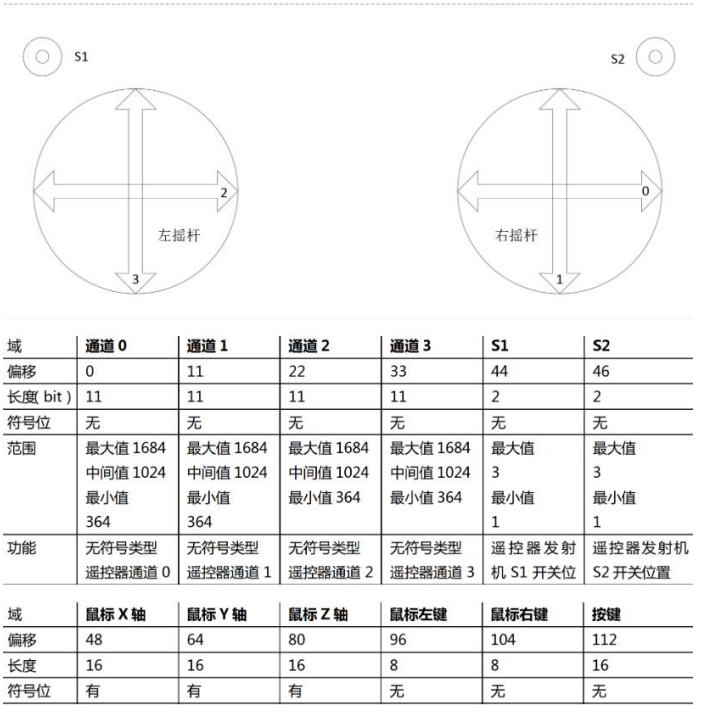 S1 S2
2 0
左摇杆 右摇杆
3 1
域 通道 0 通道 1 通道 2 通道 3 S1 S2
偏移 0 11 22 33 44 46
长度( bit ) 11 11 11 11 2 2
符号位 无 无 无 无 无 无
范围 最大值 1684 最大值 1684 最大值 1684 最大值 1684 最大值 最大值
中间值 1024 中间值 1024 中间值 1024 中间值 1024 3 3
最小值 最小值 最小值 364 最小值 364 最小值 最小值
364 364 1 1
功能 无符号类型 无符号类型 无符号类型 无符号类型 遥控器发射 遥控器发射机
遥控器通道 0 遥控器通道 1 遥控器通道 2 遥控器通道 3 机 S1 开关位 S2 开关位置
域 鼠标 X 轴 鼠标 Y 轴 鼠标 Z 轴 鼠标左键 鼠标右键 按键
偏移 48 64 80 96 104 112
长度 16 16 16 8 8 16
符号位 有 有 有 无 无 无